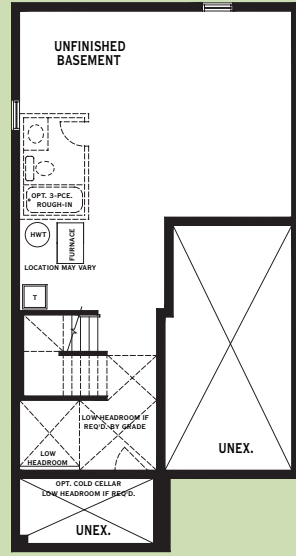 UNFINISHED
BASEMENT
OPT. 3-PCE.
ROUGH-IN
HWT
FURNACE
LOCATION MAY VARY
T
LOW HEADROOM IF
REQ'D. BY GRADE
LOW
HEADROOM
UNEX.
OPT. COLD CELLAR
LOW HEADROOM IF REQ'D.
UNEX.